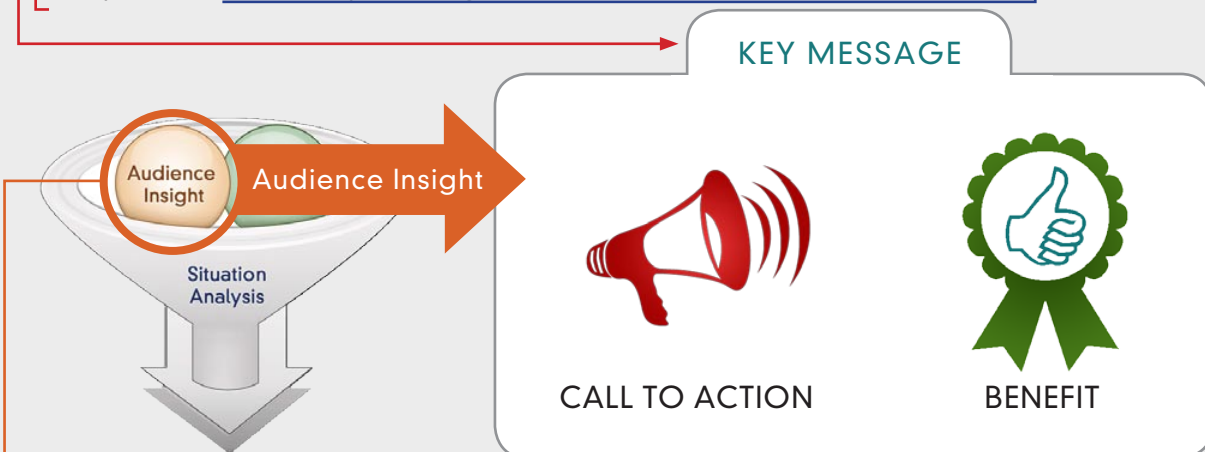 KEY MESSAGE
Audience
Insight
Audience Insight
Situation
Analysis
CALL TO ACTION
BENEFIT